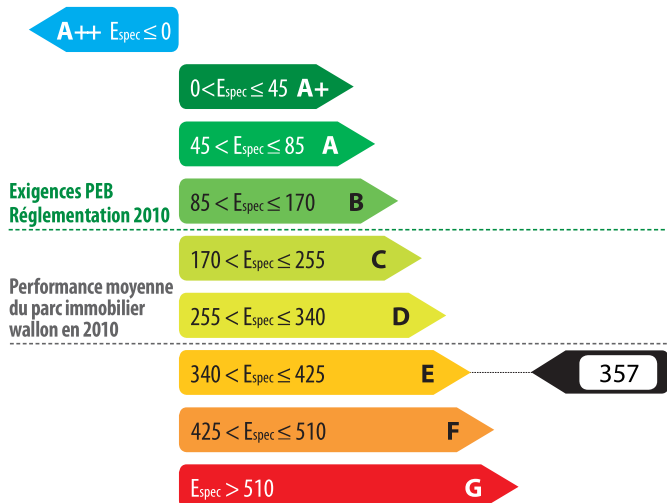 A++ Espec ≤ 0
0<Espec ≤ 45 A+
45 < Espec ≤ 85 A
Exigences PEB
Réglementation 2010
85 < Espec ≤ 170 B
170 < Espec ≤ 255 C
Performance moyenne
du parc immobilier
wallon en 2010
255 < Espec ≤ 340 D
340 < Espec ≤ 425 E
357
425 < Espec ≤ 510 F
Espec > 510 G